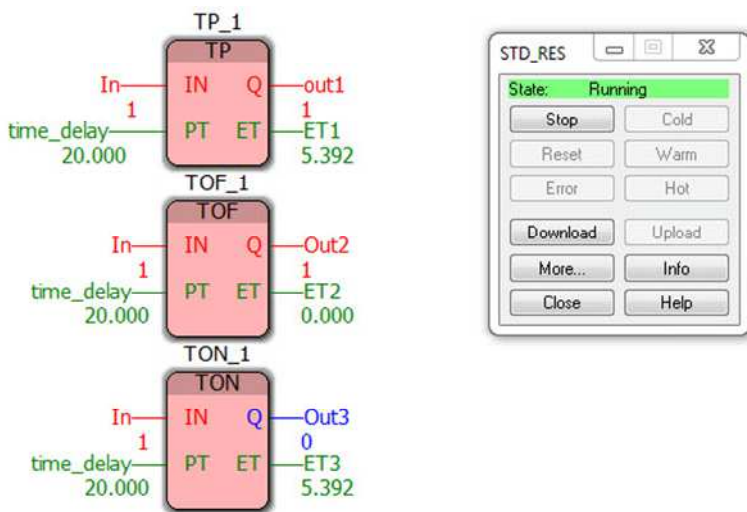 TP_1
TP
In IN Q out1
1 1
time_delay PT ET ET1
20.000 5.392
TOF_1
TOF
In IN Q Out2
1 1
time_delay PT ET ET2
20.000 0.000
TON_1
TON
In IN Q Out3
1 0
time_delay PT ET ET3
20.000 5.392
STD_RES
State: Running
Stop Cold
Reset Warm
Error Hot
Download Upload
More... Info
Close Help